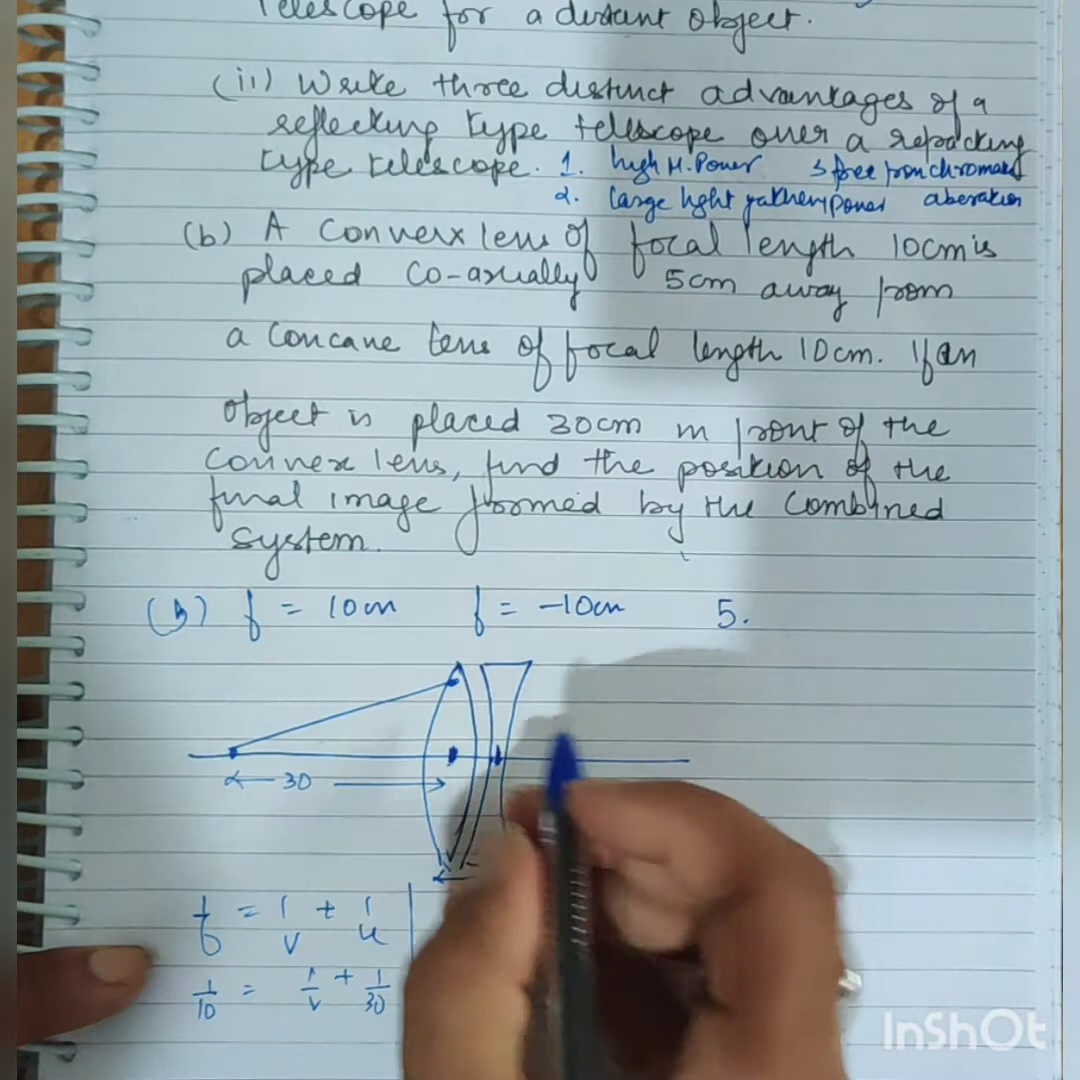 Telescope for a distant object.
(ii) Write three distinct advantages of a
reflecting type telescope over a refracting
type telescope. 1. high M. Power 3 free from chromatic
2. large light gathering power aberation
(b) A Convex lens of focal length 10cm is
placed co-axially 5cm away from
a Concave lens of focal length 10cm. If an
object is placed 30cm in front of the
Convex lens, find the position of the
final image formed by the Combined
System.
(b) f = 10cm f = -10cm 5.
30
1/f = 1/v + 1/u
1/10 = 1/v + 1/30
InShOt